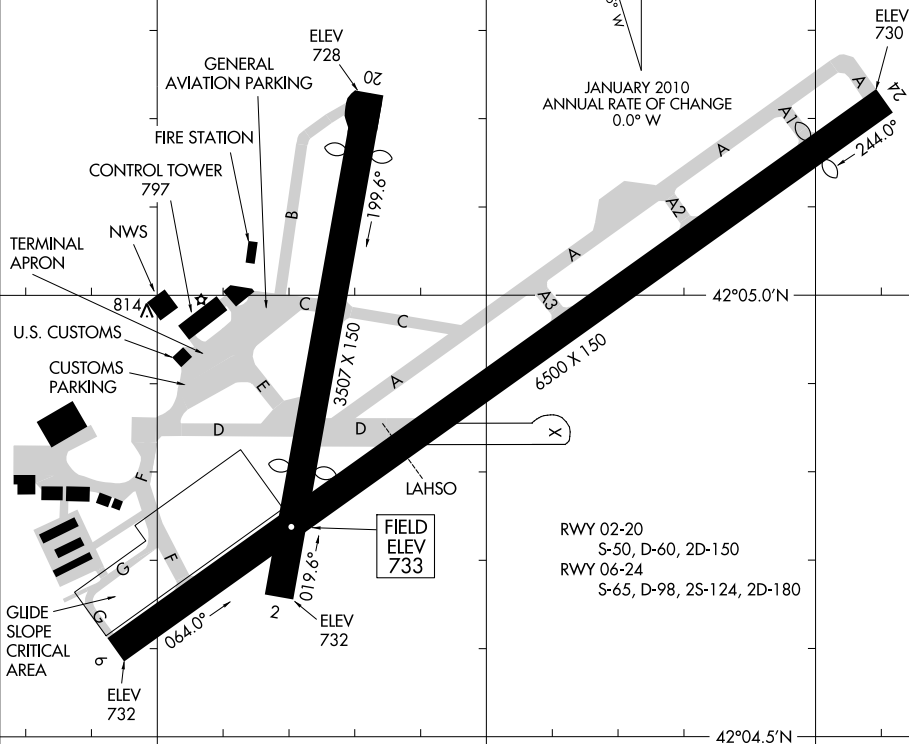 5° W
JANUARY 2010
ANNUAL RATE OF CHANGE
0.0° W
ELEV
730
ELEV
728
20
GENERAL
AVIATION PARKING
FIRE STATION
CONTROL TOWER
797
NWS
TERMINAL
APRON
814
U.S. CUSTOMS
CUSTOMS
PARKING
B
199.6°
A
A1
24
244.0°
A
A2
A
A3
42°05.0'N
C
C
3507 X 150
6500 X 150
A
E
D
D
X
LAHSO
F
F
G
G
FIELD
ELEV
733
019.6°
2
ELEV
732
064.0°
GLIDE
SLOPE
CRITICAL
AREA
6
ELEV
732
RWY 02-20
S-50, D-60, 2D-150
RWY 06-24
S-65, D-98, 2S-124, 2D-180
42°04.5'N